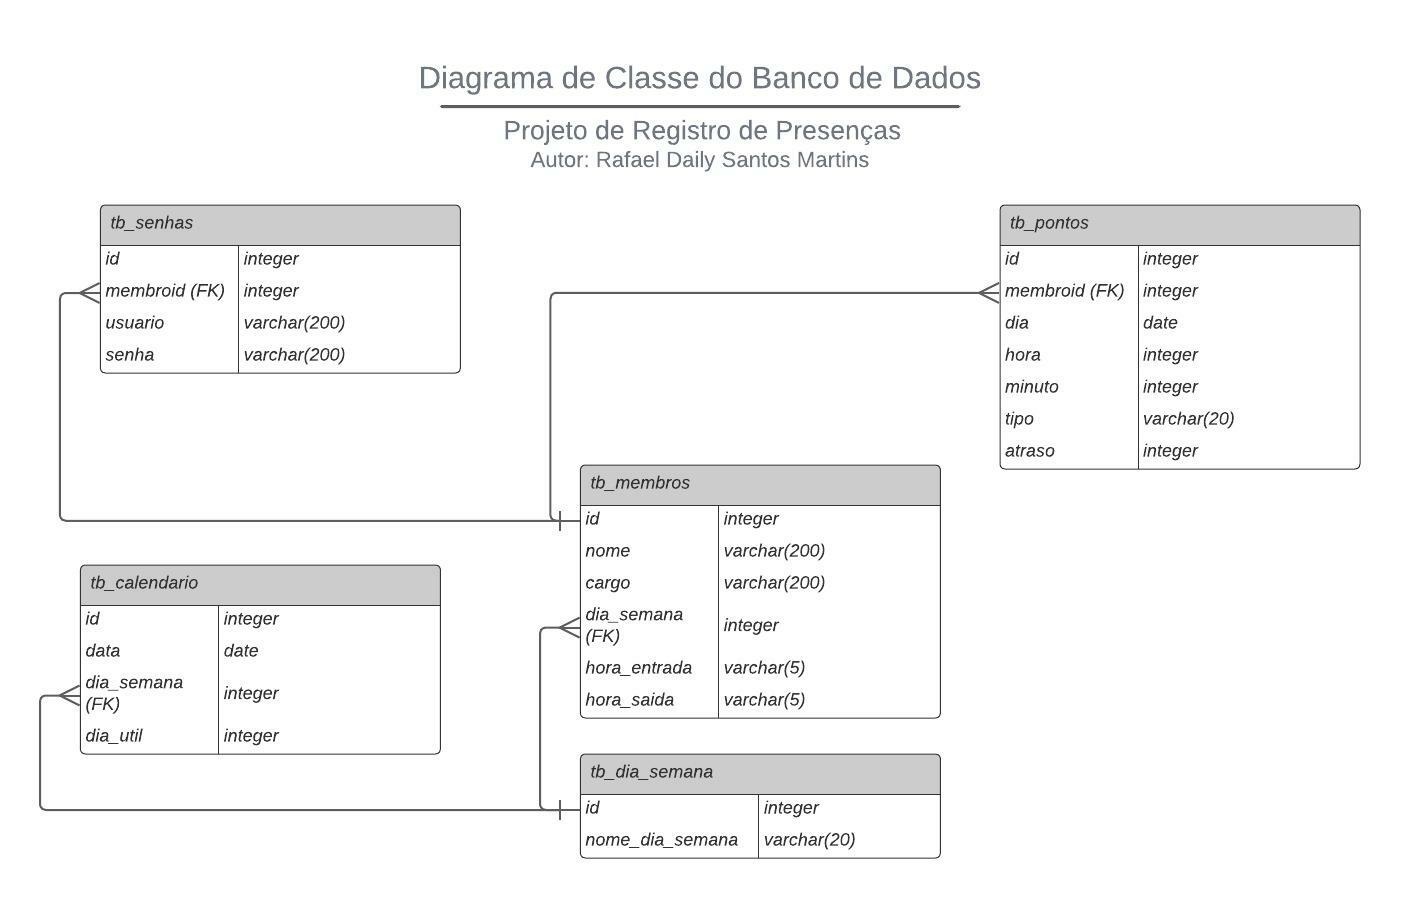 Diagrama de Classe do Banco de Dados
Projeto de Registro de Presenças
Autor: Rafael Daily Santos Martins
tb_senhas
id integer
membroid (FK) integer
usuario varchar(200)
senha varchar(200)
tb_pontos
id integer
membroid (FK) integer
dia date
hora integer
minuto integer
tipo varchar(20)
atraso integer
tb_membros
id integer
nome varchar(200)
cargo varchar(200)
dia_semana
(FK) integer
hora_entrada varchar(5)
hora_saida varchar(5)
tb_calendario
id integer
data date
dia_semana
(FK) integer
dia_util integer
tb_dia_semana
id integer
nome_dia_semana varchar(20)